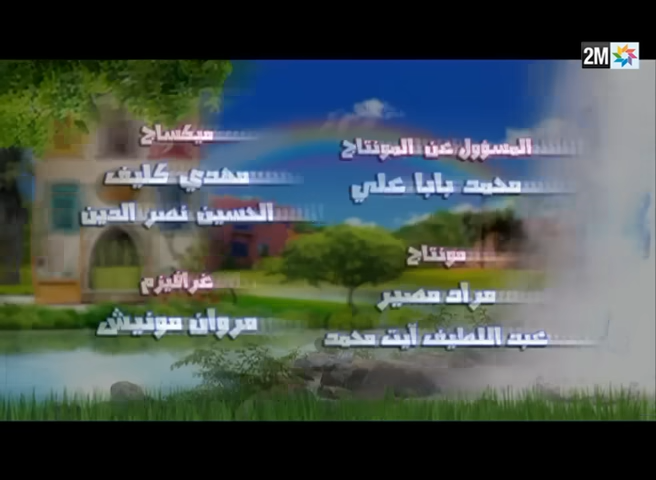 2M
المسؤول عن المونتاج
محمد بابا علي
مونتاج
مراد مصير
عبد اللطيف آيت محمد
ميكساج
مهدي كليف
الحسين نصر الدين
غرافيزم
مروان مونيش